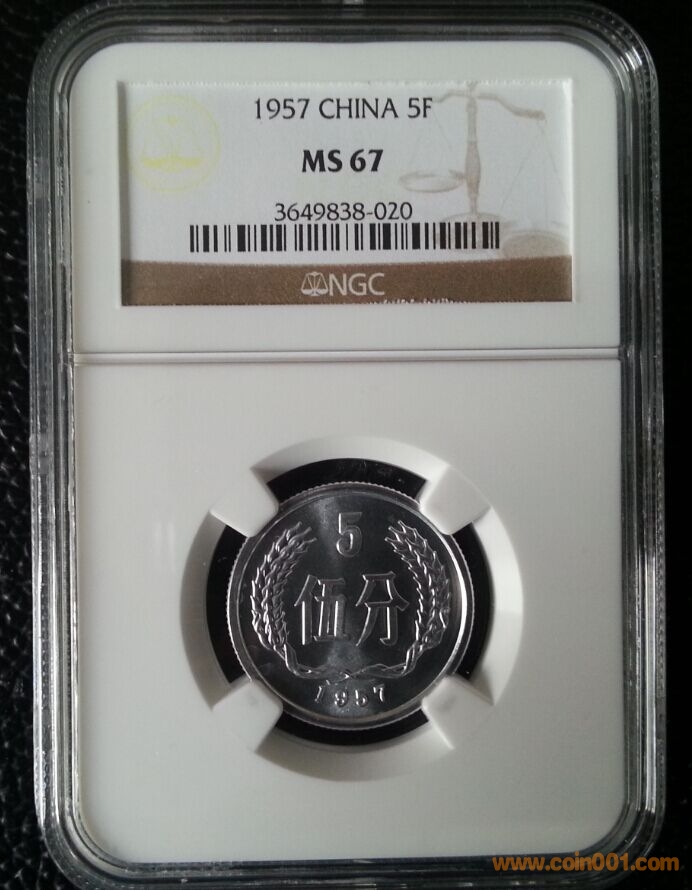 1957 CHINA 5F
MS 67
3649838-020
NGC
5
伍分
1957
www.coin001.com